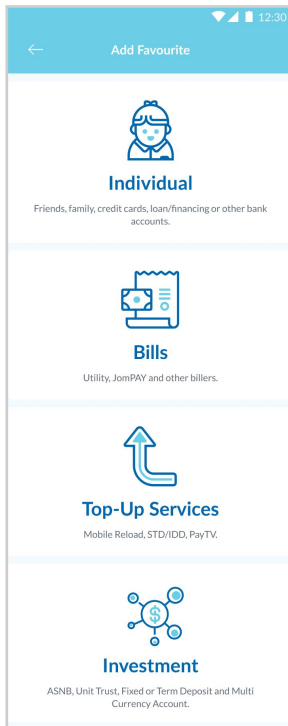 12:30
Add Favourite
Individual
Friends, family, credit cards, loan/financing or other bank
accounts.
Bills
Utility, JomPAY and other billers.
Top-Up Services
Mobile Reload, STD/IDD, PayTV.
$
Investment
ASNB, Unit Trust, Fixed or Term Deposit and Multi
Currency Account.